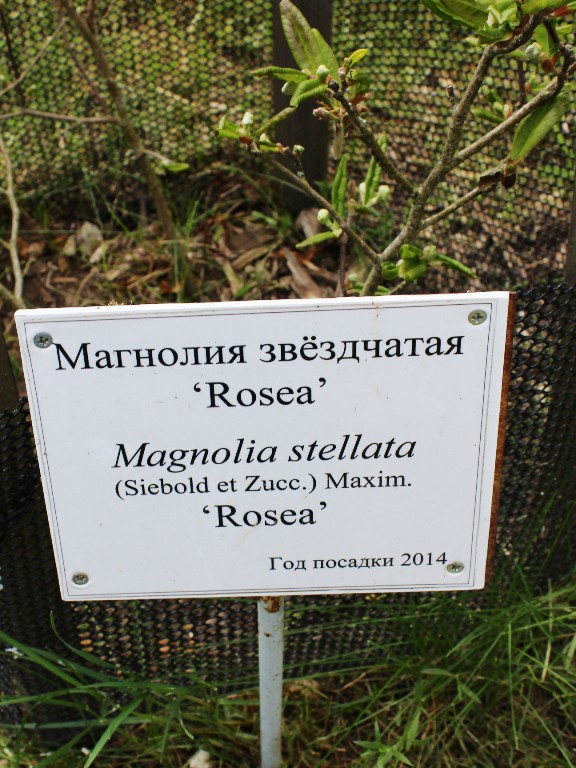 Магнолия звёздчатая
‘Rosea’
Magnolia stellata
(Siebold et Zucc.) Maxim.
‘Rosea’
Год посадки 2014